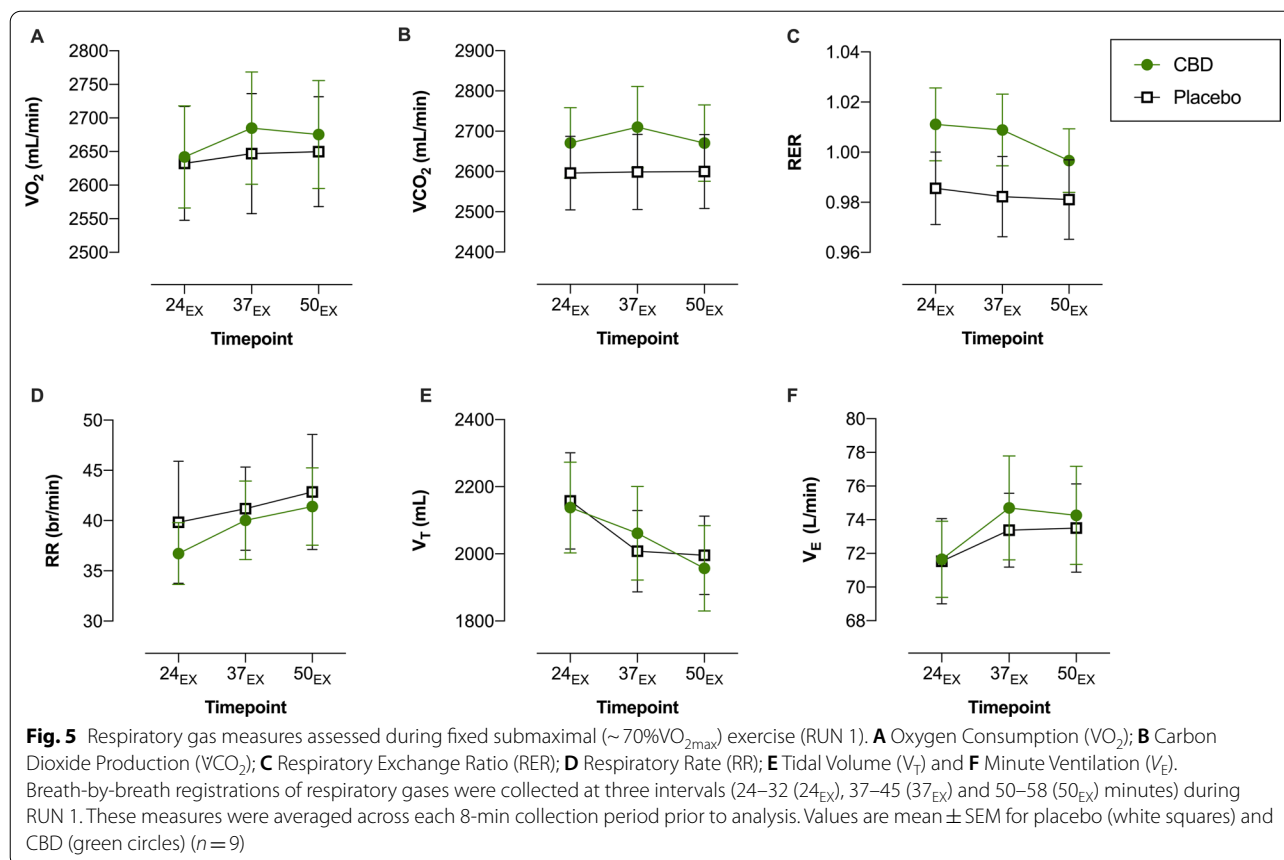 A
VO2 (mL/min)
2800
2750
2700
2650
2600
2550
2500
24EX 37EX 50EX
Timepoint
B
VCO2 (mL/min)
2900
2800
2700
2600
2500
2400
24EX 37EX 50EX
Timepoint
C
RER
1.04
1.02
1.00
0.98
0.96
24EX 37EX 50EX
Timepoint
CBD
Placebo
D
RR (br/min)
50
45
40
35
30
24EX 37EX 50EX
Timepoint
E
VT (mL)
2400
2200
2000
1800
24EX 37EX 50EX
Timepoint
F
VE (L/min)
80
78
76
74
72
70
68
24EX 37EX 50EX
Timepoint
Fig. 5 Respiratory gas measures assessed during fixed submaximal (~ 70%VO2max) exercise (RUN 1). A Oxygen Consumption (VO2); B Carbon
Dioxide Production (V̇CO2); C Respiratory Exchange Ratio (RER); D Respiratory Rate (RR); E Tidal Volume (VT) and F Minute Ventilation (VE).
Breath-by-breath registrations of respiratory gases were collected at three intervals (24–32 (24EX), 37–45 (37EX) and 50–58 (50EX) minutes) during
RUN 1. These measures were averaged across each 8-min collection period prior to analysis. Values are mean ± SEM for placebo (white squares) and
CBD (green circles) (n = 9)